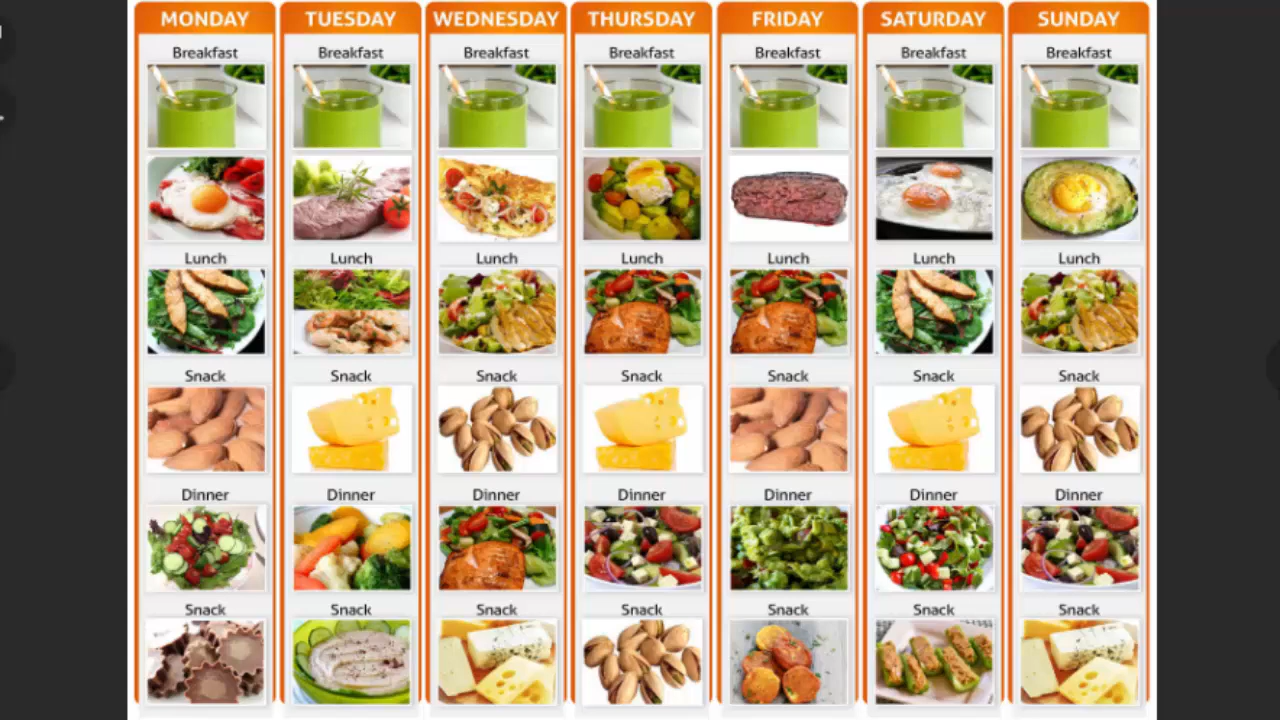 MONDAY TUESDAY WEDNESDAY THURSDAY FRIDAY SATURDAY SUNDAY
Breakfast Breakfast Breakfast Breakfast Breakfast Breakfast Breakfast
Lunch Lunch Lunch Lunch Lunch Lunch Lunch
Snack Snack Snack Snack Snack Snack Snack
Dinner Dinner Dinner Dinner Dinner Dinner Dinner
Snack Snack Snack Snack Snack Snack Snack